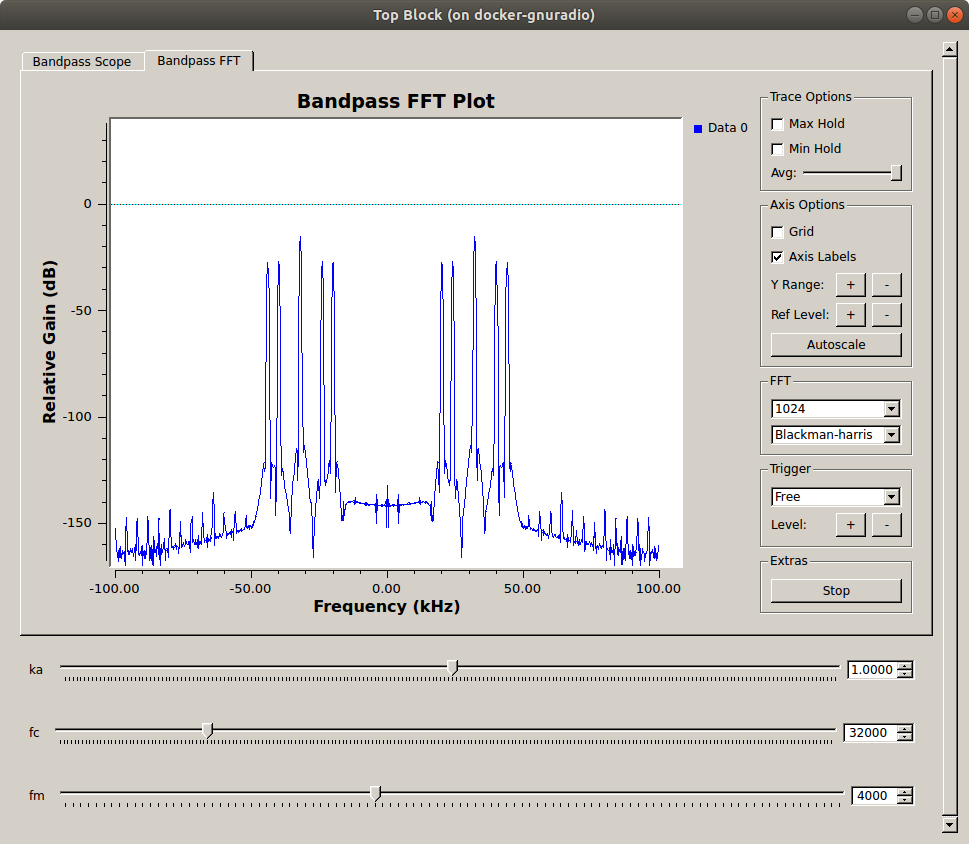 Top Block (on docker-gnuradio)
Bandpass Scope
Bandpass FFT
Bandpass FFT Plot
Data 0
Relative Gain (dB)
0
-50
-100
-150
-100.00
-50.00
0.00
50.00
100.00
Frequency (kHz)
Trace Options
Max Hold
Min Hold
Avg:
Axis Options
Grid
Axis Labels
Y Range: + -
Ref Level: + -
Autoscale
FFT
1024
Blackman-harris
Trigger
Free
Level: + -
Extras
Stop
ka 1.0000
fc 32000
fm 4000